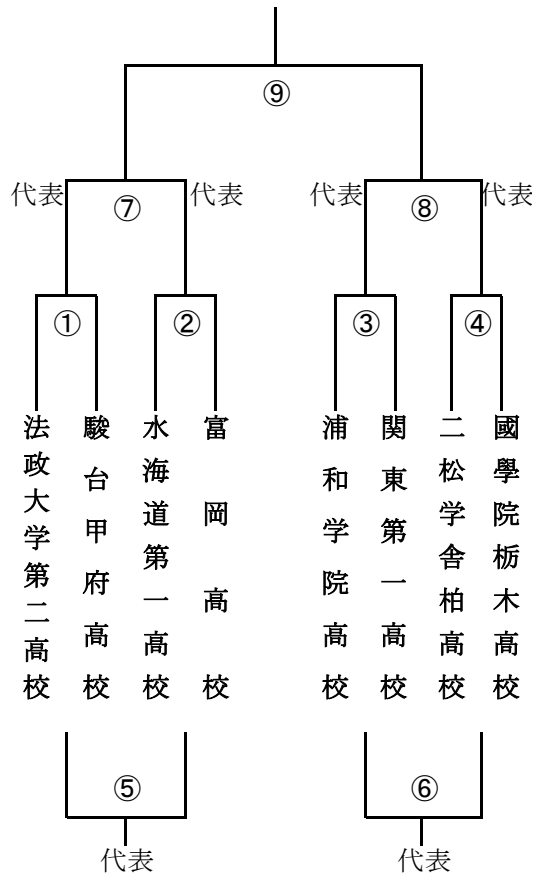 ⑨
代表
代表
代表
代表
⑦
⑧
①
②
③
④
法政大学第二高校
駿台甲府高校
水海道第一高校
富岡高校
浦和学院高校
関東第一高校
二松学舎柏高校
國學院栃木高校
⑤
⑥
代表
代表